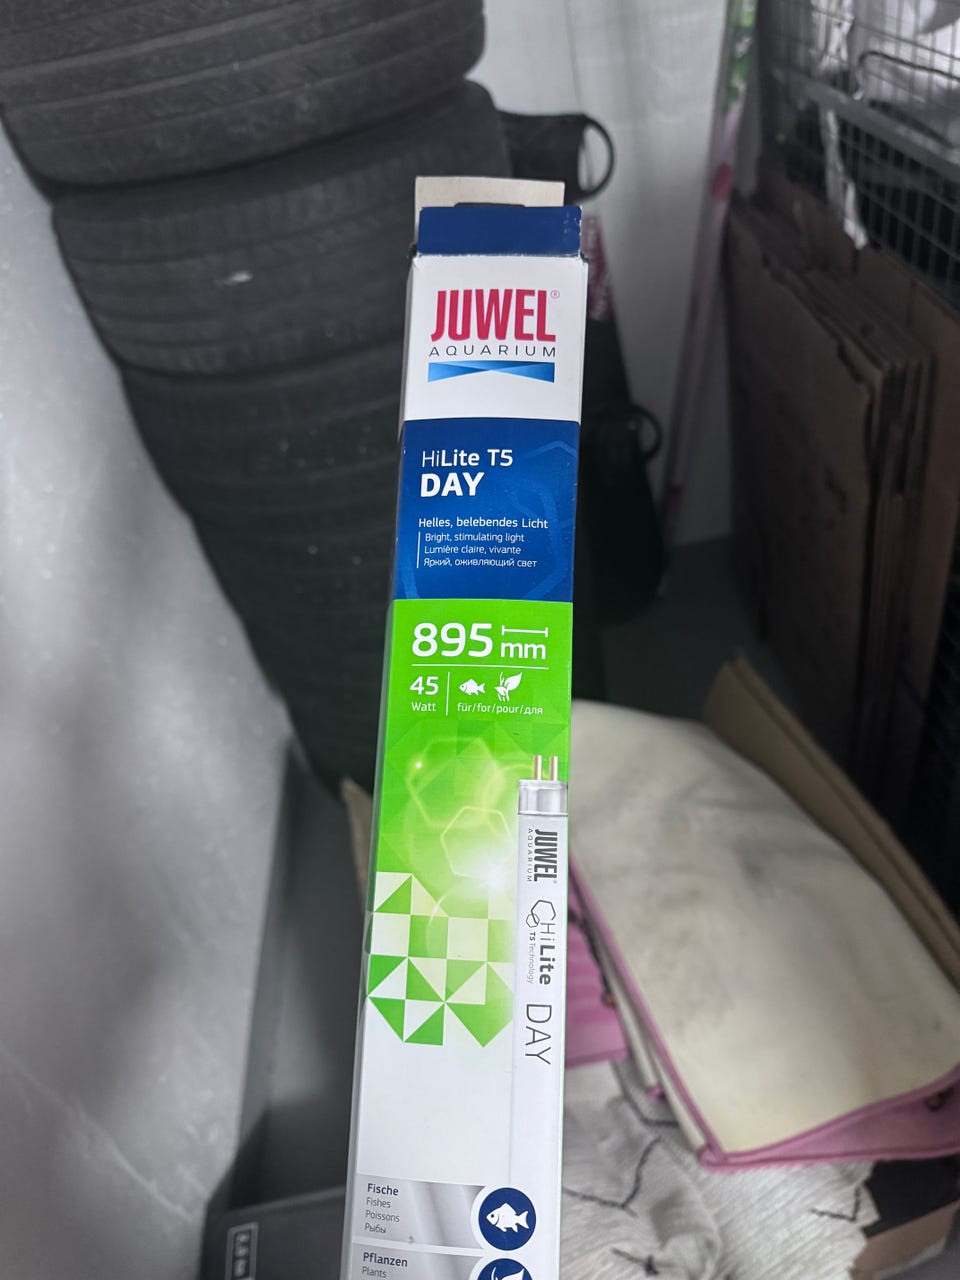 JUWEL®
AQUARIUM
HiLite T5
DAY
Helles, belebendes Licht
Bright, stimulating light
Lumière claire, vivante
Яркий, оживляющий свет
895 mm
45
Watt
für/for/pour/для
JUWEL
AQUARIUM
HiLite
T5 Technology
DAY
Fische
Fishes
Poissons
Рыбы
Pflanzen
Plants